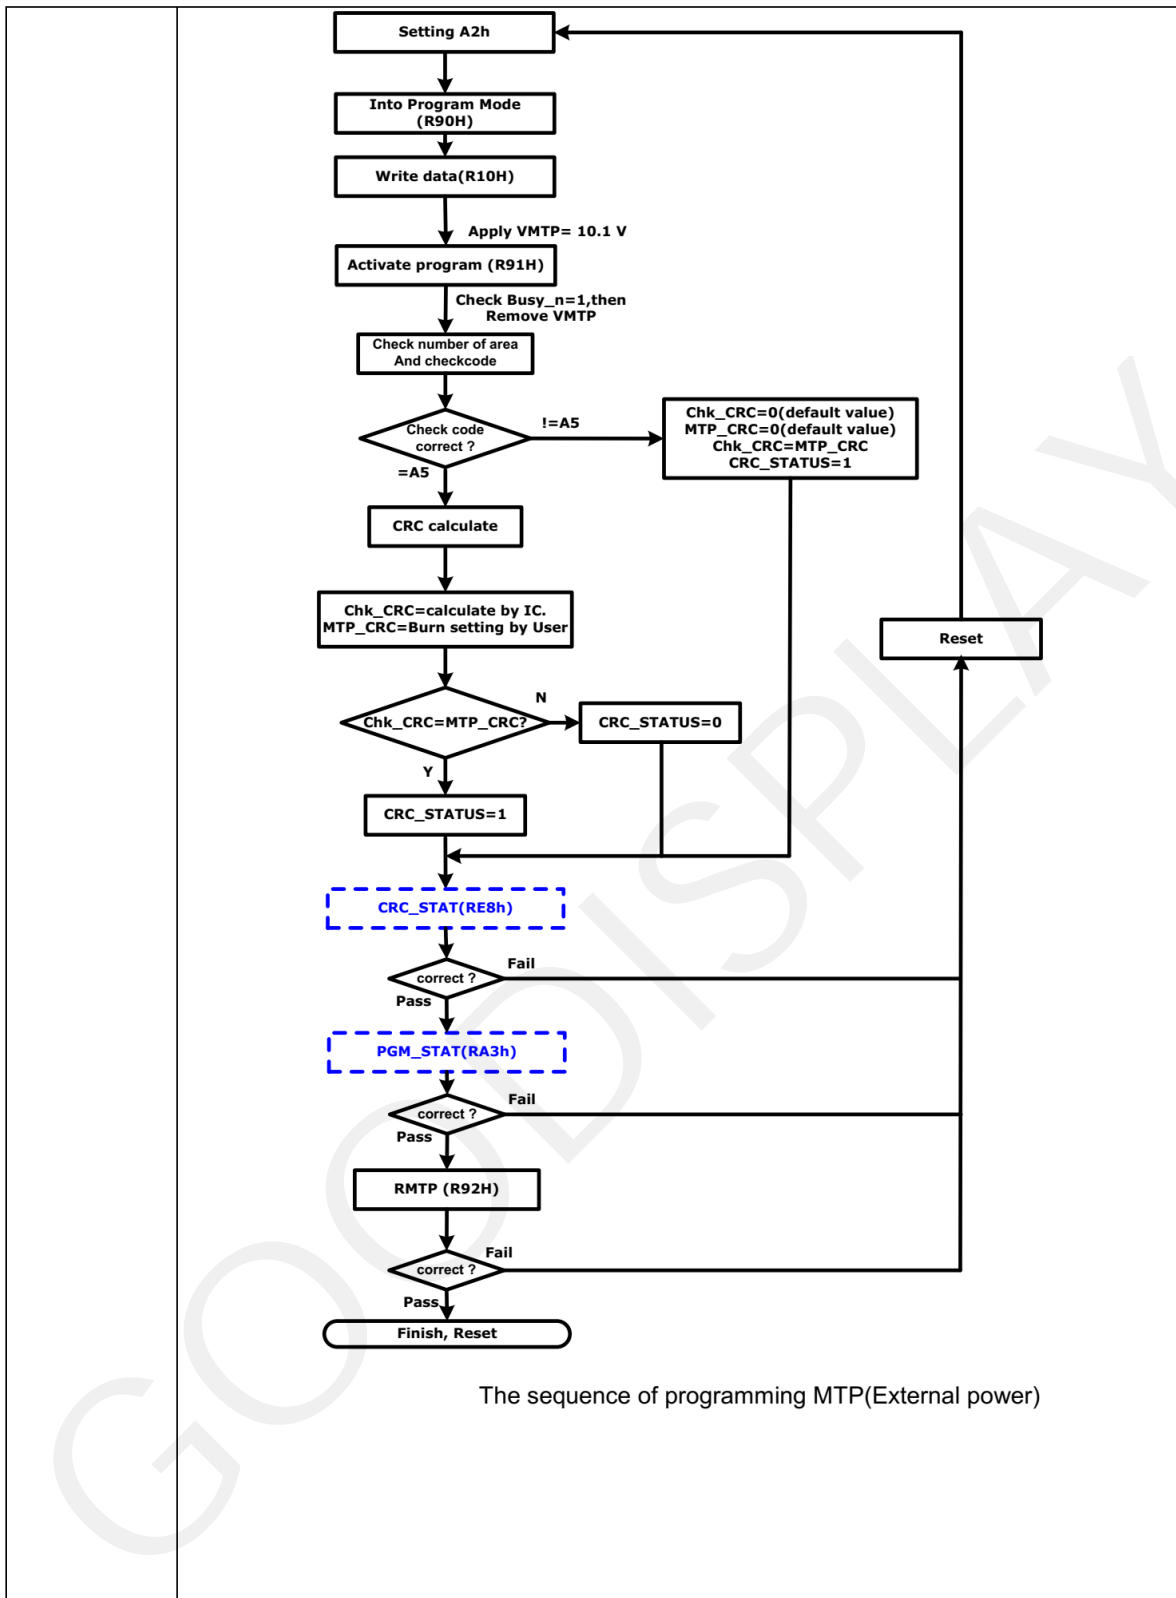 Setting A2h
Into Program Mode
(R90H)
Write data(R10H)
Apply VMTP= 10.1 V
Activate program (R91H)
Check Busy_n=1,then
Remove VMTP
Check number of area
And checkcode
Check code
correct ?
!=A5
=A5
Chk_CRC=0(default value)
MTP_CRC=0(default value)
Chk_CRC=MTP_CRC
CRC_STATUS=1
CRC calculate
Chk_CRC=calculate by IC.
MTP_CRC=Burn setting by User
Reset
Chk_CRC=MTP_CRC?
N
CRC_STATUS=0
Y
CRC_STATUS=1
CRC_STAT(RE8h)
correct ?
Fail
Pass
PGM_STAT(RA3h)
correct ?
Fail
Pass
RMTP (R92H)
correct ?
Fail
Pass
Finish, Reset
The sequence of programming MTP(External power)
GOODISPLAY